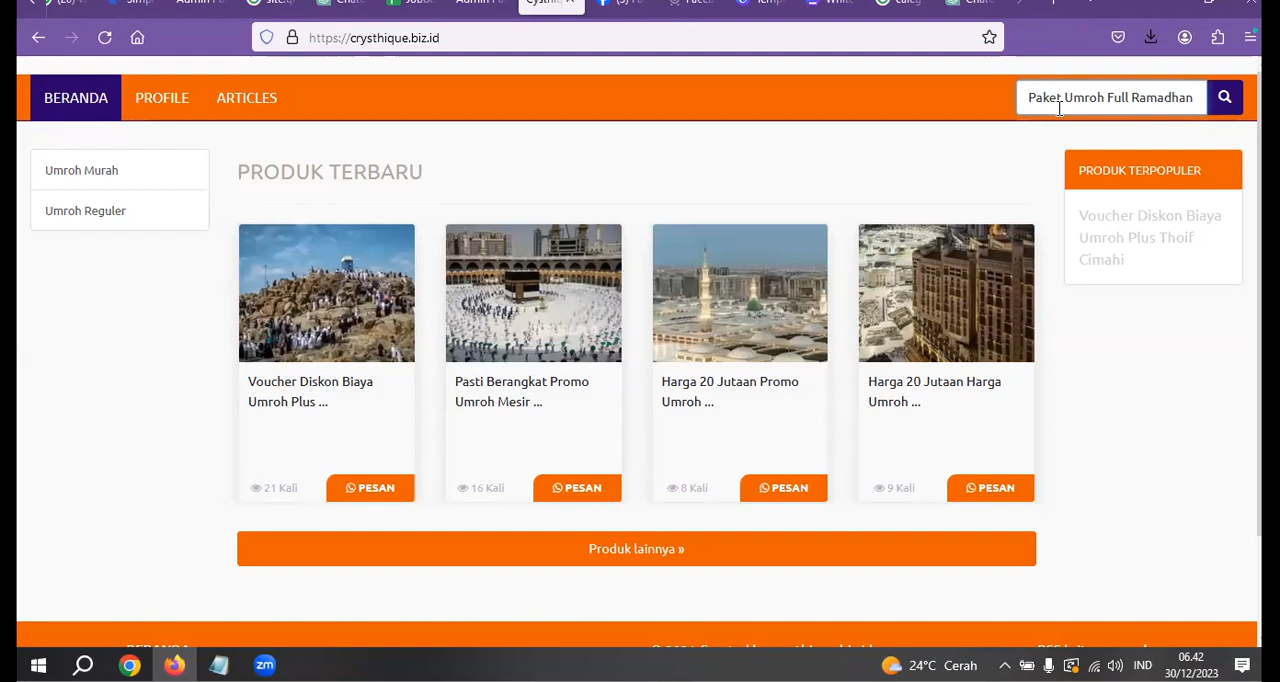 https://crysthique.biz.id
BERANDA
PROFILE
ARTICLES
Paket Umroh Full Ramadhan
Umroh Murah
Umroh Reguler
PRODUK TERBARU
Voucher Diskon Biaya
Umroh Plus ...
21 Kali
PESAN
Pasti Berangkat Promo
Umroh Mesir ...
16 Kali
PESAN
Harga 20 Jutaan Promo
Umroh ...
8 Kali
PESAN
Harga 20 Jutaan Harga
Umroh ...
9 Kali
PESAN
Produk lainnya »
PRODUK TERPOPULER
Voucher Diskon Biaya
Umroh Plus Thoif
Cimahi
zm
24°C Cerah
IND
06.42
30/12/2023